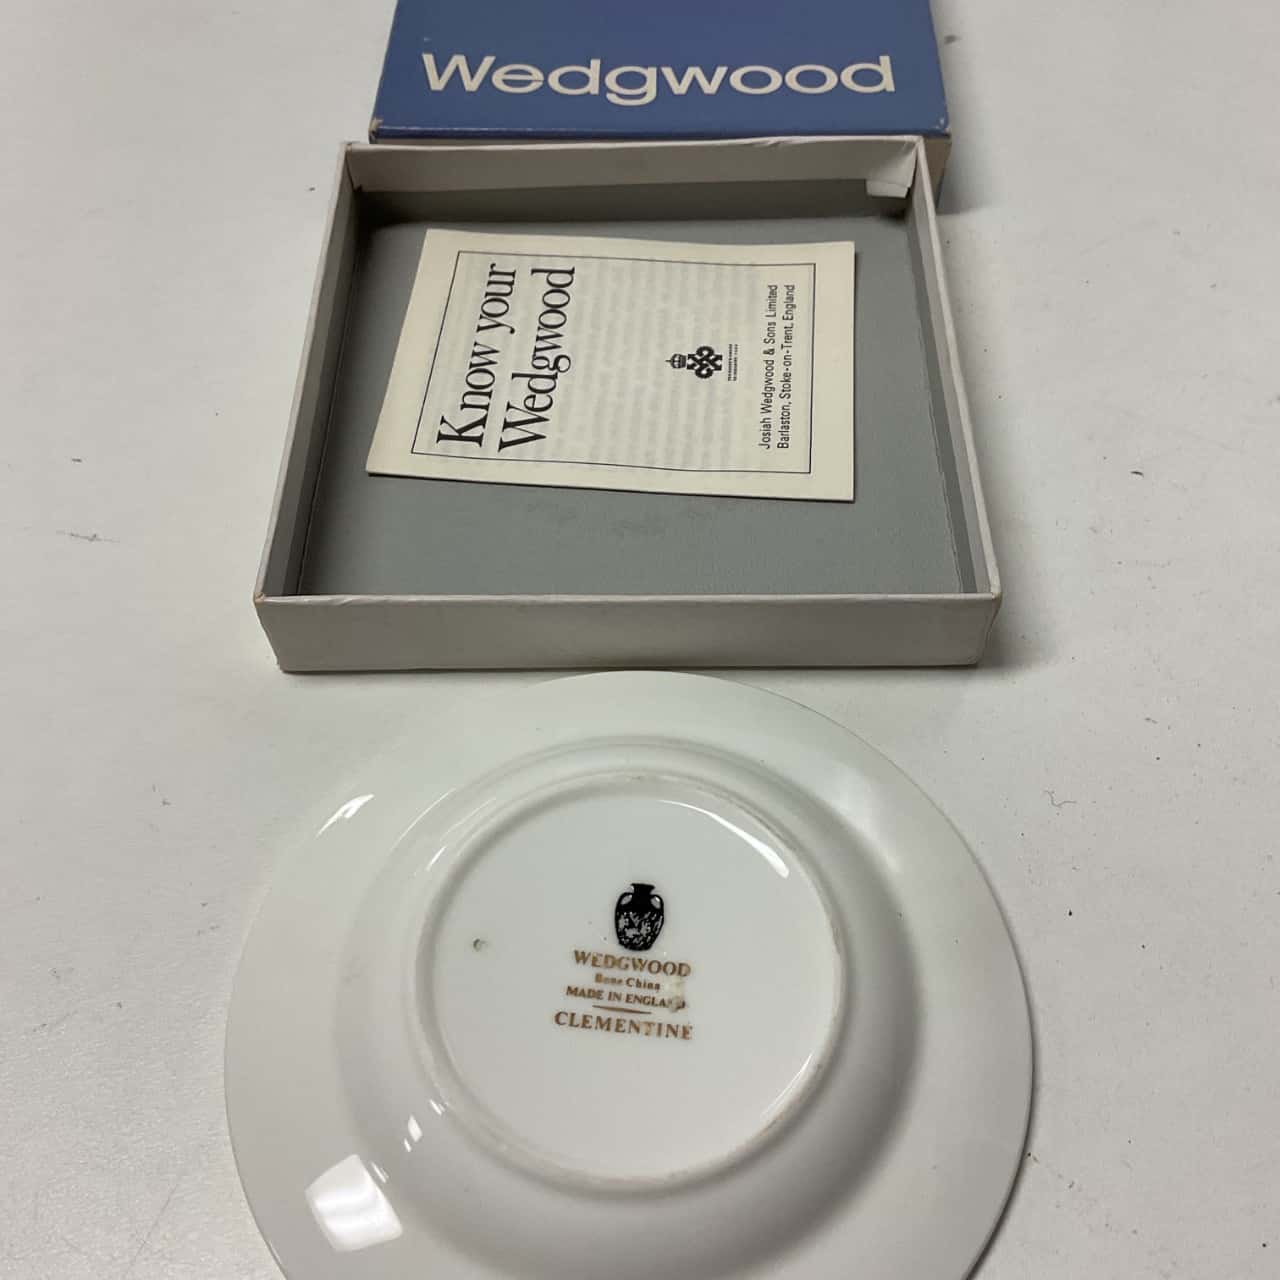 Wedgwood
Know your
Wedgwood
Josiah Wedgwood & Sons Limited
Barlaston, Stoke-on-Trent, England
WEDGWOOD
Bone China
MADE IN ENGLAND
CLEMENTINE